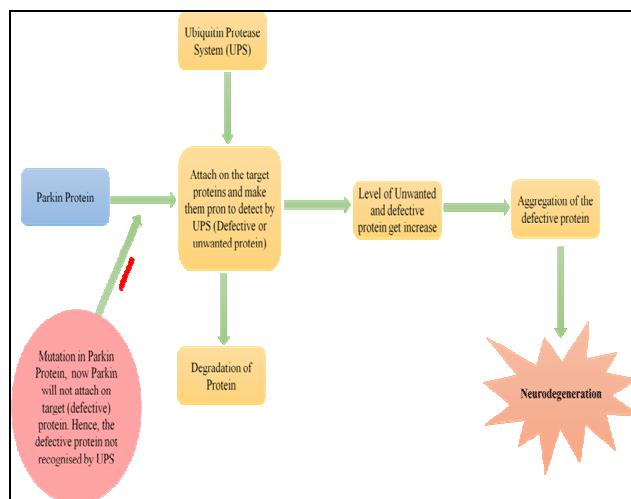 Ubiquitin Protease
System (UPS)
Parkin Protein
Attach on the target
proteins and make
them pron to detect by
UPS (Defective or
unwanted protein)
Level of Unwanted
and defective
protein get increase
Aggregation of the
defective protein
Mutation in Parkin
Protein, now Parkin
will not attach on
target (defective)
protein. Hence, the
defective protein not
recognised by UPS
Degradation of
Protein
Neurodegeneration